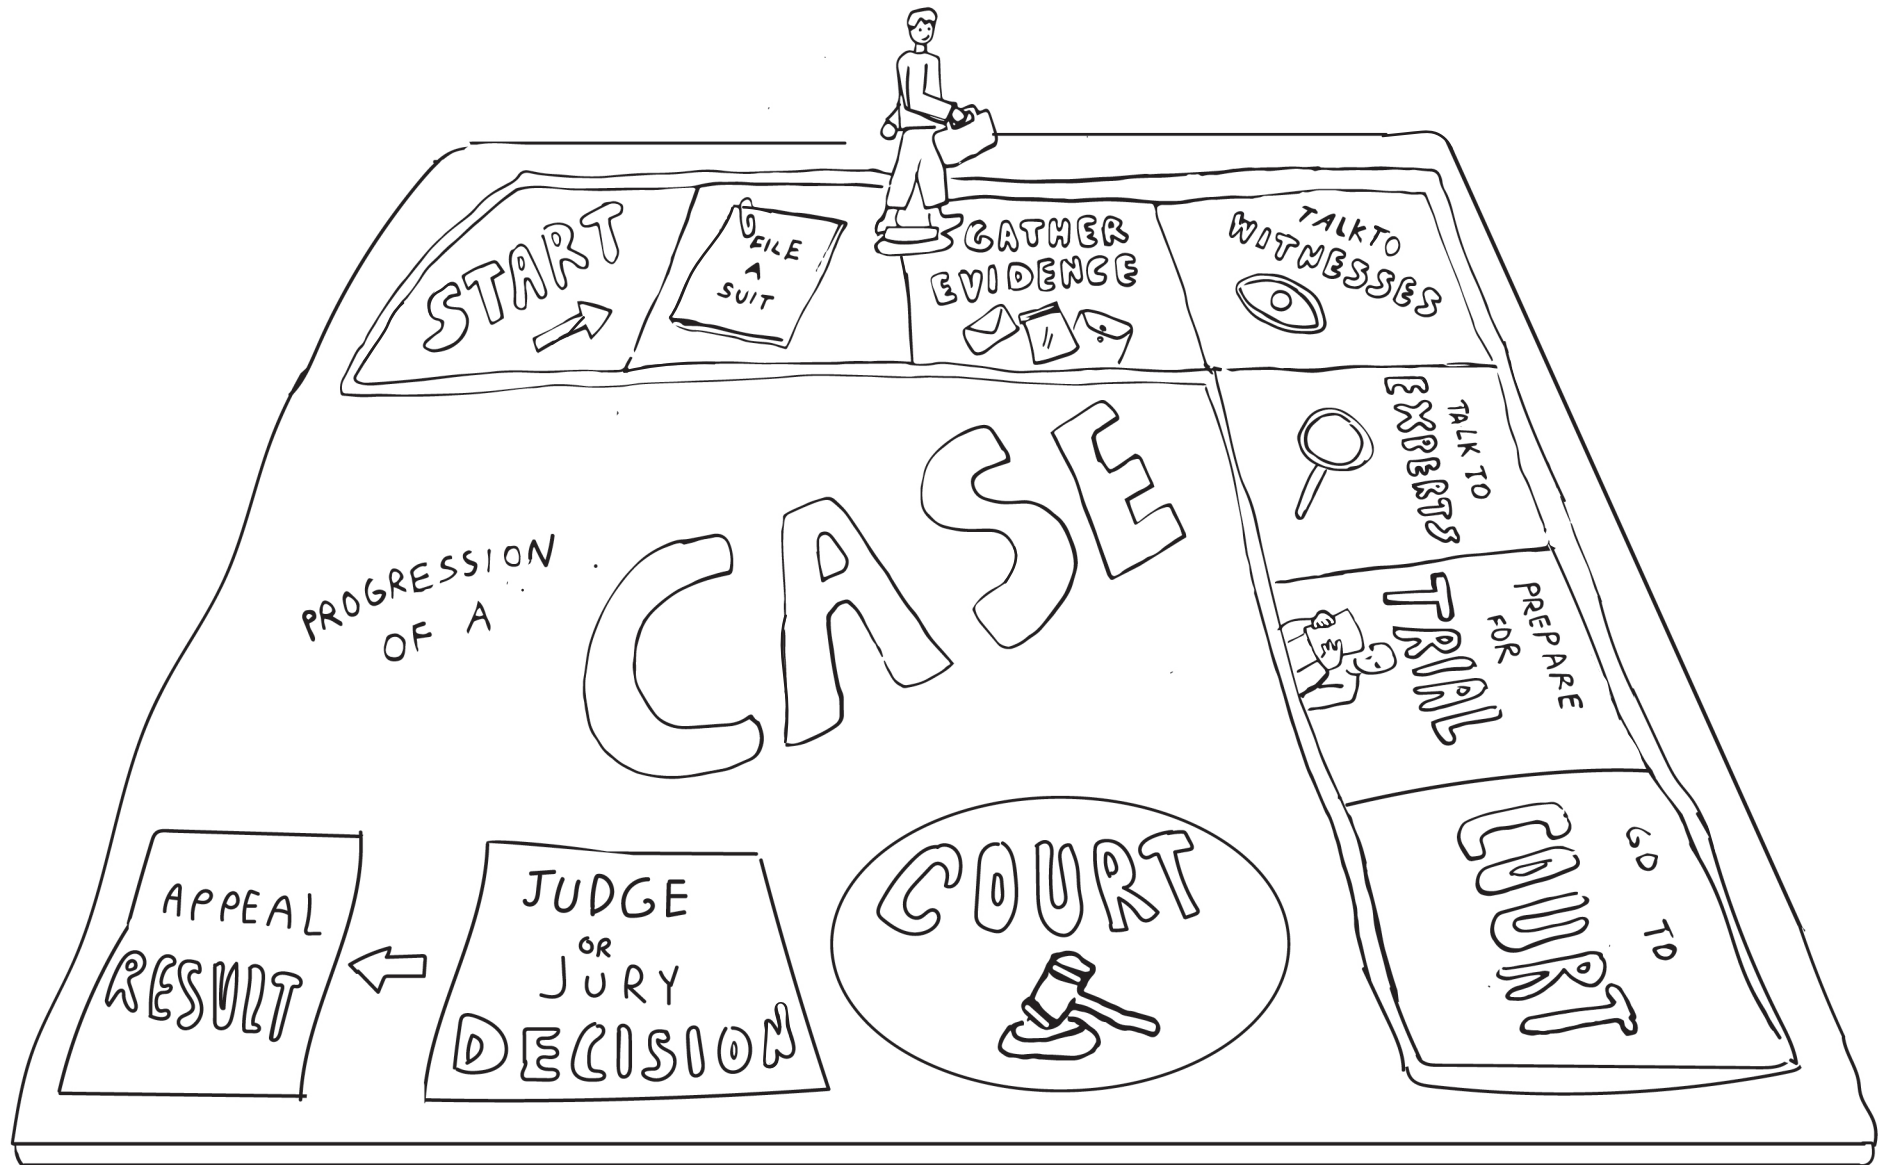 START
FILE
A
SUIT
GATHER
EVIDENCE
TALK TO
WITNESSES
TALK TO
EXPERTS
PREPARE
FOR
TRIAL
GO TO
COURT
PROGRESSION
OF A
CASE
COURT
JUDGE
OR
JURY
DECISION
APPEAL
RESULT